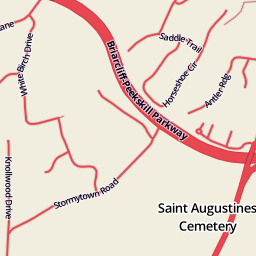 ane
White Birch Drive
Briarcliff-Peekskill Parkway
Saddle Trail
Horseshoe Cir
Antler Rdg
Knollwood Drive
Stormytown Road
Saint Augustines
Cemetery